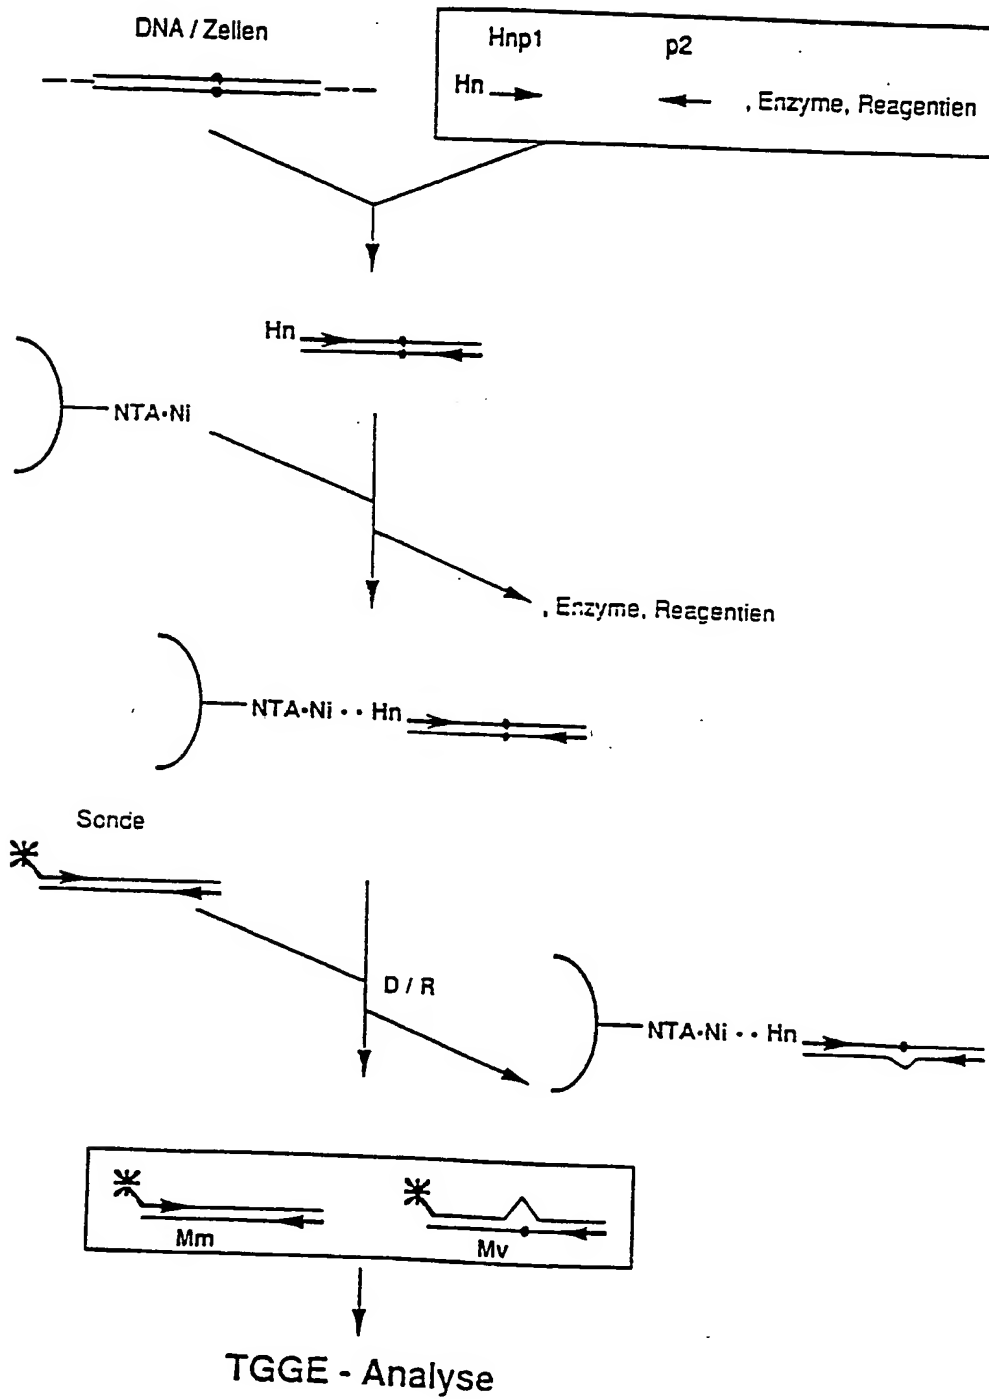 DNA / Zellen
Hnp1 p2
Hn , Enzyme, Reagentien
Hn
NTA•Ni
, Enzyme, Reagentien
NTA•Ni • • Hn
Sonde
D / R
NTA•Ni • • Hn
Mm Mv
TGGE - Analyse